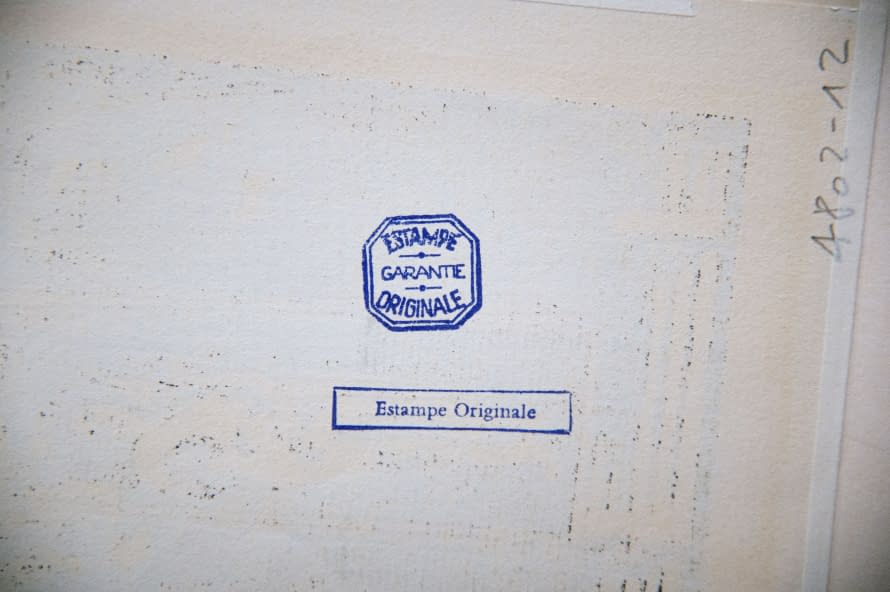 ESTAMPE
GARANTIE
ORIGINALE
Estampe Originale
4802-12